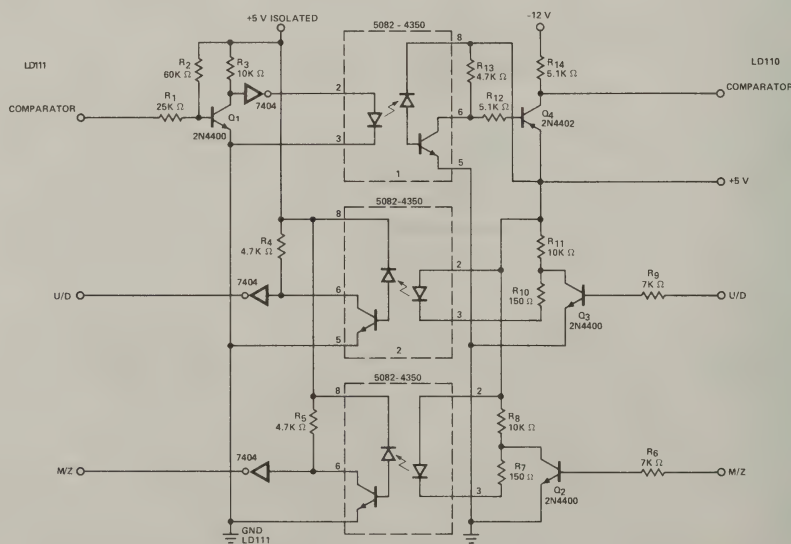 +5 V ISOLATED
5082 - 4350
-12 V
LD111
LD110
R2
60K Ω
R3
10K Ω
8
R13
4.7K Ω
R14
5.1K Ω
COMPARATOR
R1
25K Ω
7404
2
6
R12
5.1K Ω
COMPARATOR
Q1
2N4400
Q4
2N4402
3
5
1
+5 V
5082-4350
8
R4
4.7K Ω
R11
10K Ω
2
R9
7K Ω
7404
R10
150 Ω
U/D
6
U/D
3
Q3
2N4400
5
2
5082-4350
8
2
R5
4.7K Ω
R8
10K Ω
7404
R6
7K Ω
M/Z
6
M/Z
R7
150 Ω
Q2
2N4400
5
3
GND
LD111